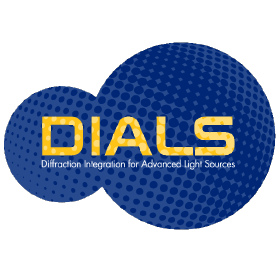 DIALS
Diffraction Integration for Advanced Light Sources